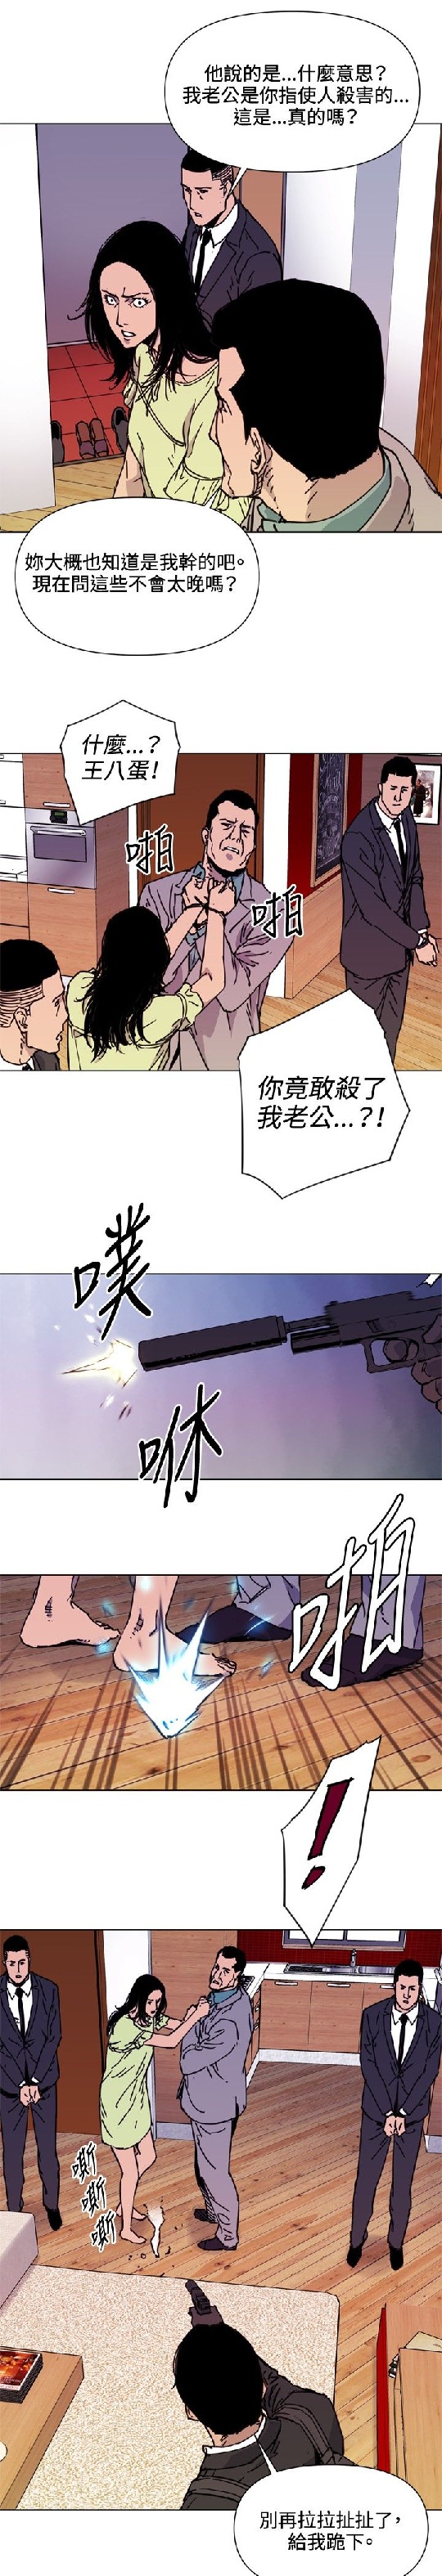 他說的是...什麼意思?
我老公是你指使人殺害的...
這是...真的嗎?
妳大概也知道是我幹的吧。
現在問這些不會太晚嗎?
什麼...?
王八蛋!
啪
啪
你竟敢殺了
我老公...?!
噗
咻
啪
!
嘶
嘶
嘶
別再拉拉扯扯了,
給我跪下。